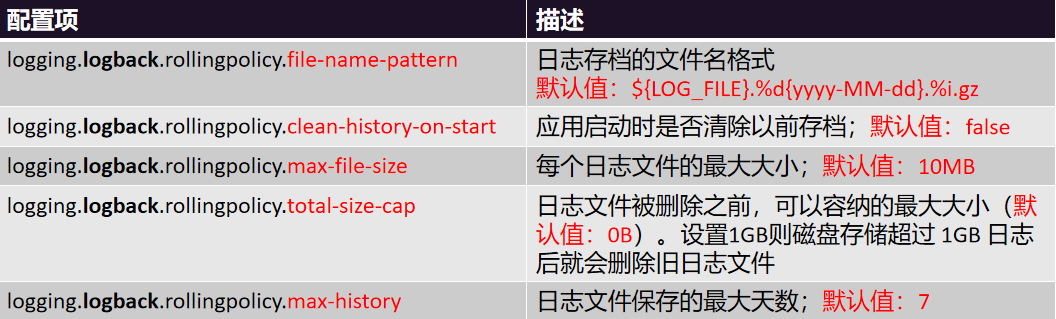 配置项 描述
logging.logback.rollingpolicy.file-name-pattern 日志存档的文件名格式
默认值：${LOG_FILE}.%d{yyyy-MM-dd}.%i.gz
logging.logback.rollingpolicy.clean-history-on-start 应用启动时是否清除以前存档；默认值：false
logging.logback.rollingpolicy.max-file-size 每个日志文件的最大大小；默认值：10MB
logging.logback.rollingpolicy.total-size-cap 日志文件被删除之前，可以容纳的最大大小（默
认值：0B）。设置1GB则磁盘存储超过 1GB 日志
后就会删除旧日志文件
logging.logback.rollingpolicy.max-history 日志文件保存的最大天数；默认值：7